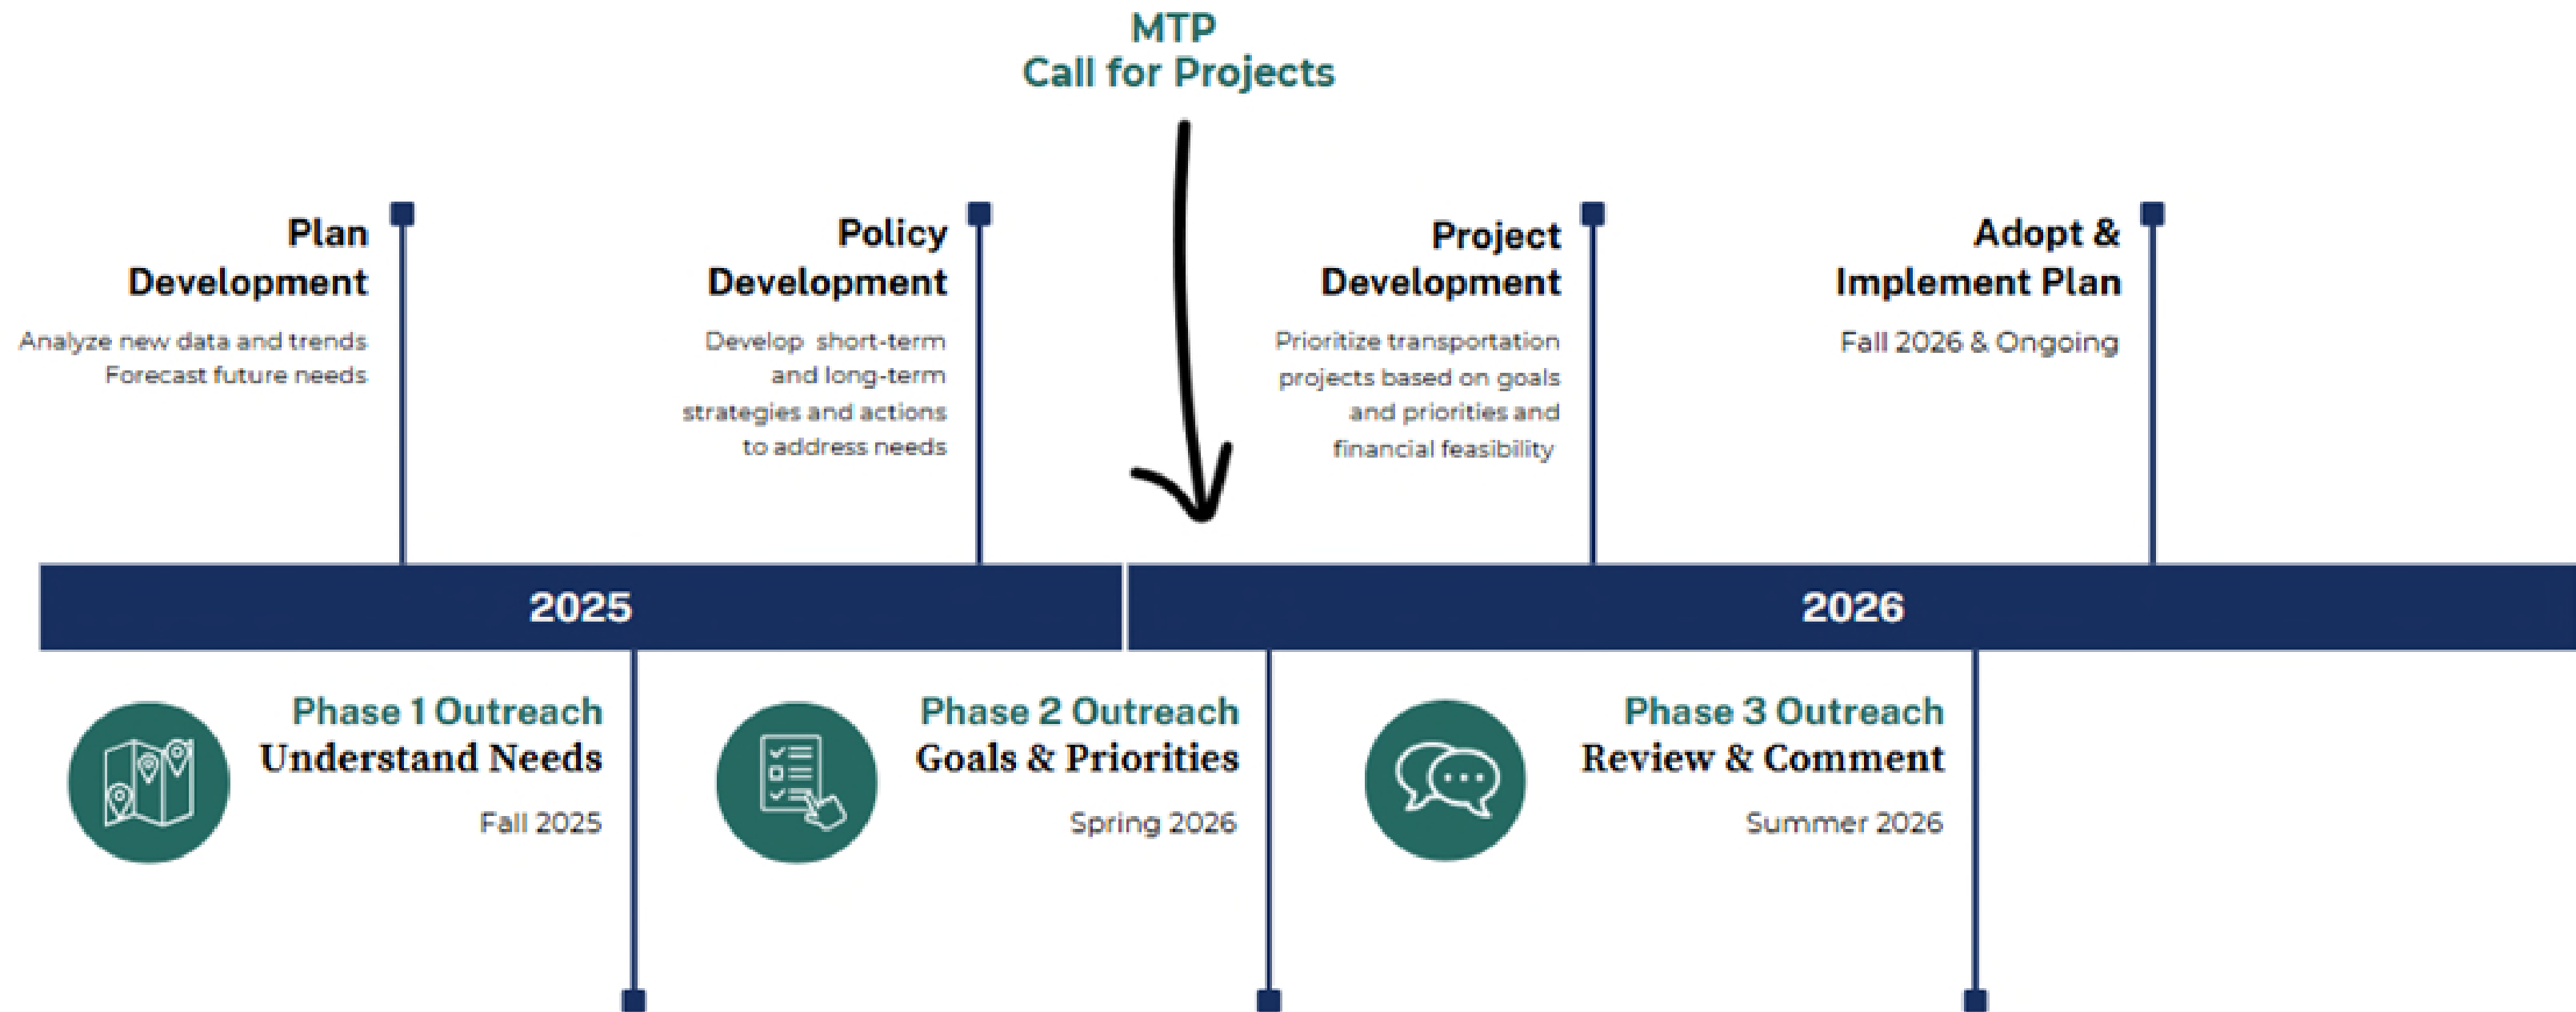 MTP
Call for Projects
Plan
Development
Analyze new data and trends
Forecast future needs
Policy
Development
Develop short-term
and long-term
strategies and actions
to address needs
Project
Development
Prioritize transportation
projects based on goals
and priorities and
financial feasibility
Adopt &
Implement Plan
Fall 2026 & Ongoing
2025
2026
Phase 1 Outreach
Understand Needs
Fall 2025
Phase 2 Outreach
Goals & Priorities
Spring 2026
Phase 3 Outreach
Review & Comment
Summer 2026